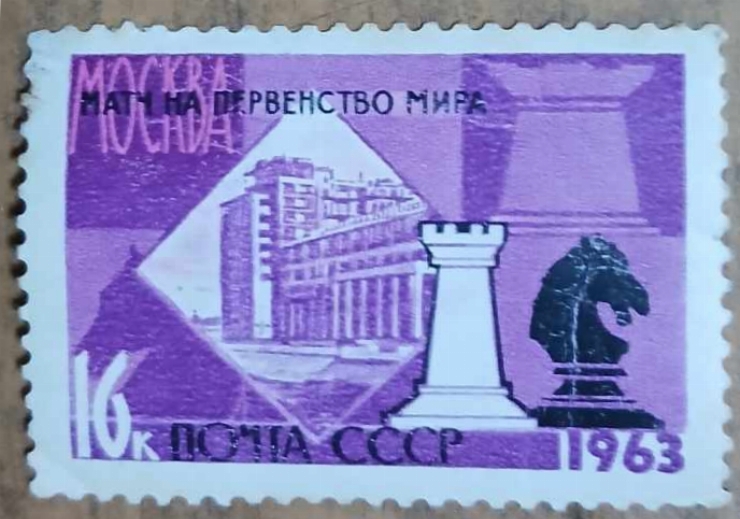 МОСКВА
МАТЧ НА ПЕРВЕНСТВО МИРА
16к ПОЧТА СССР 1963